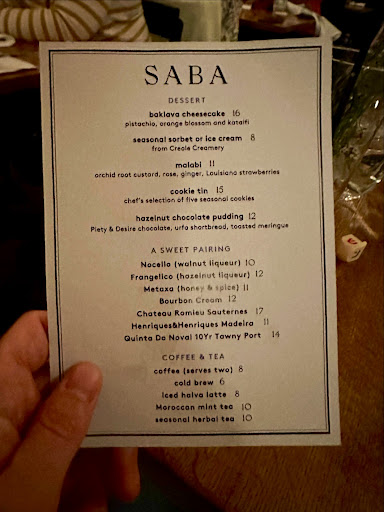 SABA
DESSERT
baklava cheesecake 16
pistachio, orange blossom and kataifi
seasonal sorbet or ice cream 8
from Creole Creamery
malabi 11
orchid root custard, rose, ginger, Louisiana strawberries
cookie tin 15
chef's selection of five seasonal cookies
hazelnut chocolate pudding 12
Piety & Desire chocolate, urfa shortbread, toasted meringue
A SWEET PAIRING
Nocello (walnut liqueur) 10
Frangelico (hazelnut liqueur) 12
Metaxa (honey & spice) 11
Bourbon Cream 12
Chateau Romieu Sauternes 17
Henriques&Henriques Madeira 11
Quinta Do Noval 10Yr Tawny Port 14
COFFEE & TEA
coffee (serves two) 8
cold brew 6
iced halva latte 8
Moroccan mint tea 10
seasonal herbal tea 10